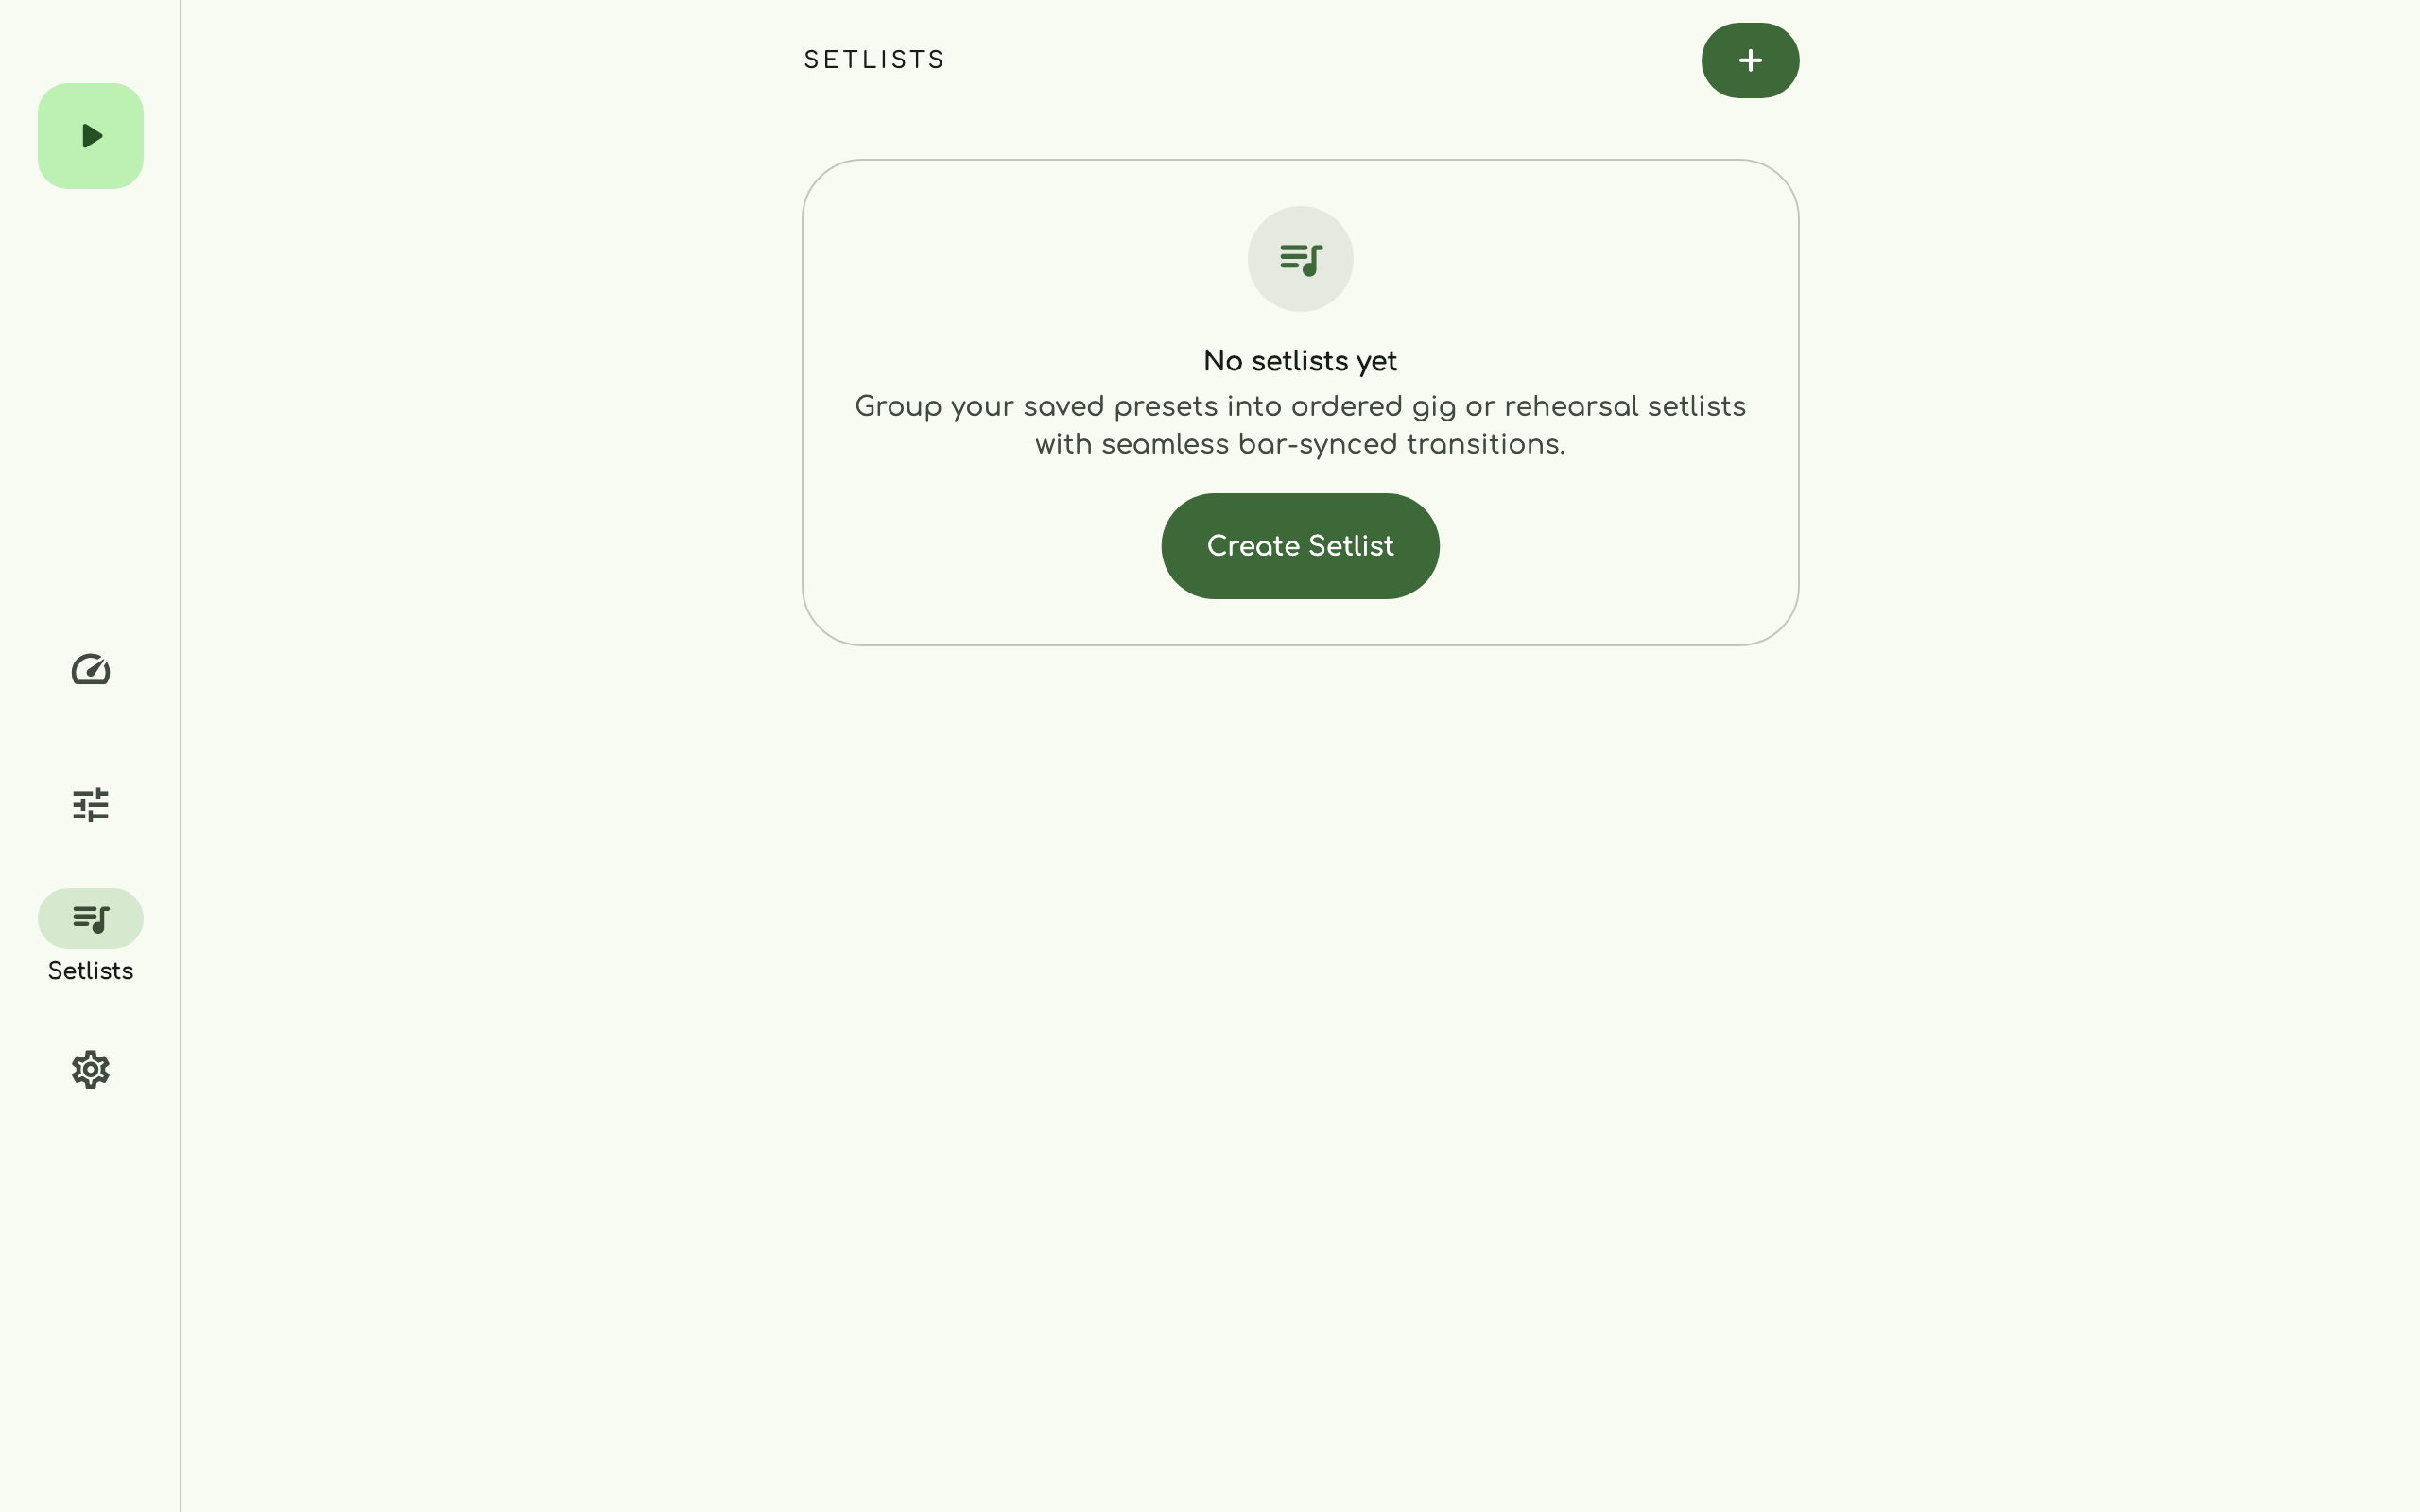 SETLISTS
No setlists yet
Group your saved presets into ordered gig or rehearsal setlists
with seamless bar-synced transitions.
Create Setlist
Setlists